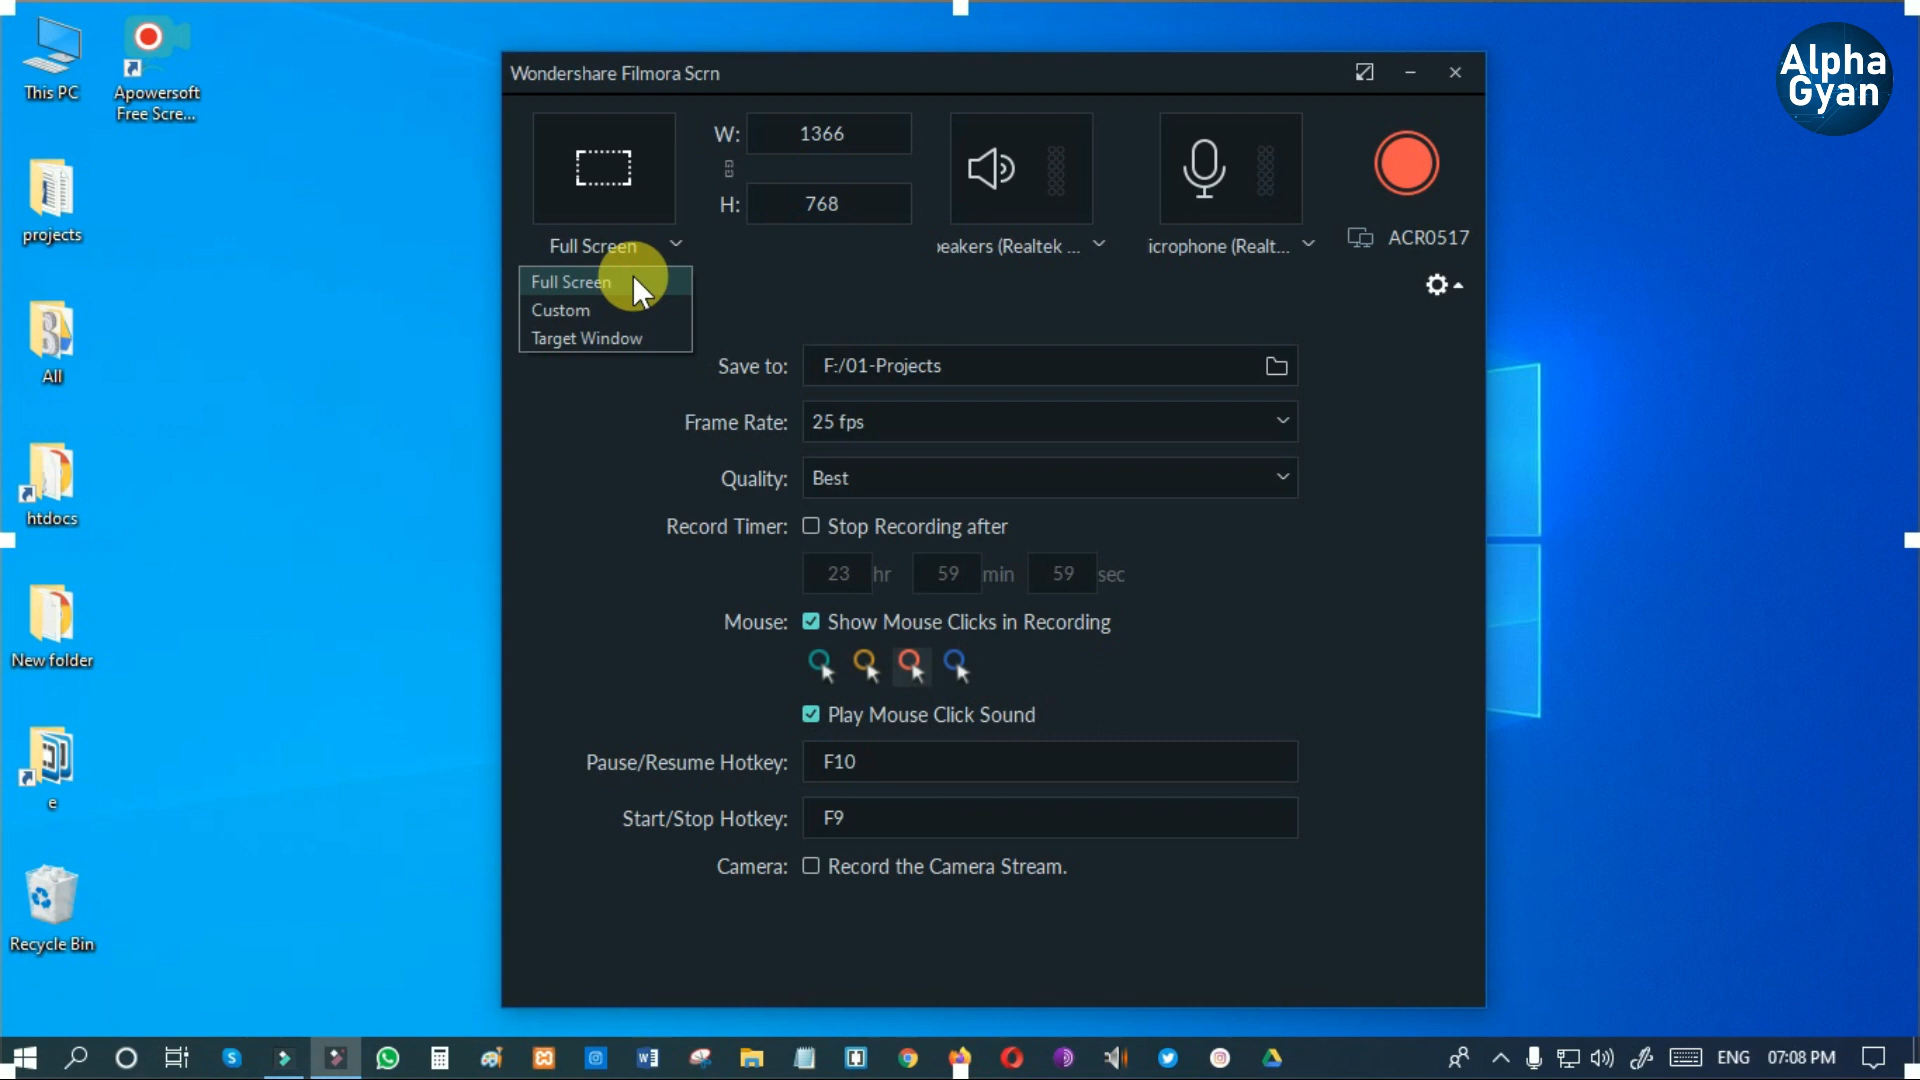 This PC
Apowersoft
Free Scre...
projects
All
htdocs
New folder
e
Recycle Bin
Wondershare Filmora Scrn
W: 1366
H: 768
Full Screen
eakers (Realtek ...
icrophone (Realt...
ACR0517
Full Screen
Custom
Target Window
Save to: F:/01-Projects
Frame Rate: 25 fps
Quality: Best
Record Timer: Stop Recording after
23 hr 59 min 59 sec
Mouse: Show Mouse Clicks in Recording
Play Mouse Click Sound
Pause/Resume Hotkey: F10
Start/Stop Hotkey: F9
Camera: Record the Camera Stream.
Alpha
Gyan
ENG 07:08 PM